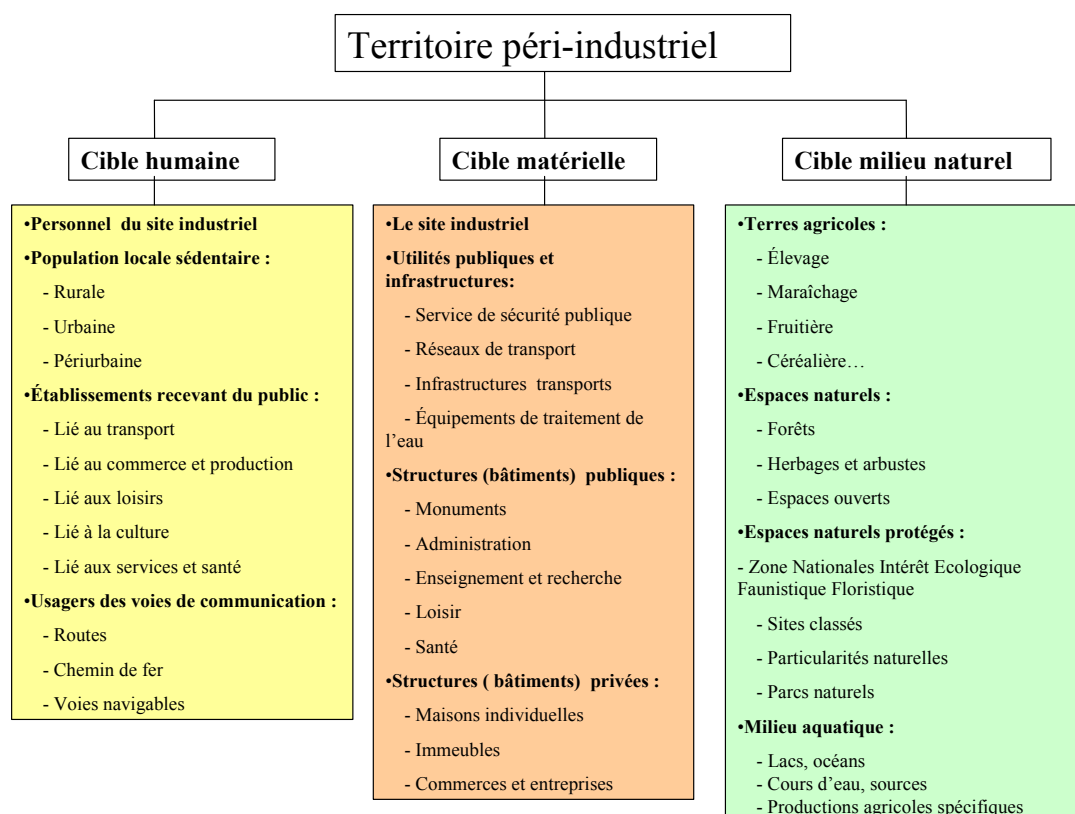 Territoire péri-industriel
Cible humaine
•Personnel du site industriel
•Population locale sédentaire :
- Rurale
- Urbaine
- Périurbaine
•Établissements recevant du public :
- Lié au transport
- Lié au commerce et production
- Lié aux loisirs
- Lié à la culture
- Lié aux services et santé
•Usagers des voies de communication :
- Routes
- Chemin de fer
- Voies navigables
Cible matérielle
•Le site industriel
•Utilités publiques et
infrastructures:
- Service de sécurité publique
- Réseaux de transport
- Infrastructures transports
- Équipements de traitement de
l’eau
•Structures (bâtiments) publiques :
- Monuments
- Administration
- Enseignement et recherche
- Loisir
- Santé
•Structures ( bâtiments) privées :
- Maisons individuelles
- Immeubles
- Commerces et entreprises
Cible milieu naturel
•Terres agricoles :
- Élevage
- Maraîchage
- Fruitière
- Céréalière…
•Espaces naturels :
- Forêts
- Herbages et arbustes
- Espaces ouverts
•Espaces naturels protégés :
- Zone Nationales Intérêt Ecologique
Faunistique Floristique
- Sites classés
- Particularités naturelles
- Parcs naturels
•Milieu aquatique :
- Lacs, océans
- Cours d’eau, sources
- Productions agricoles spécifiques